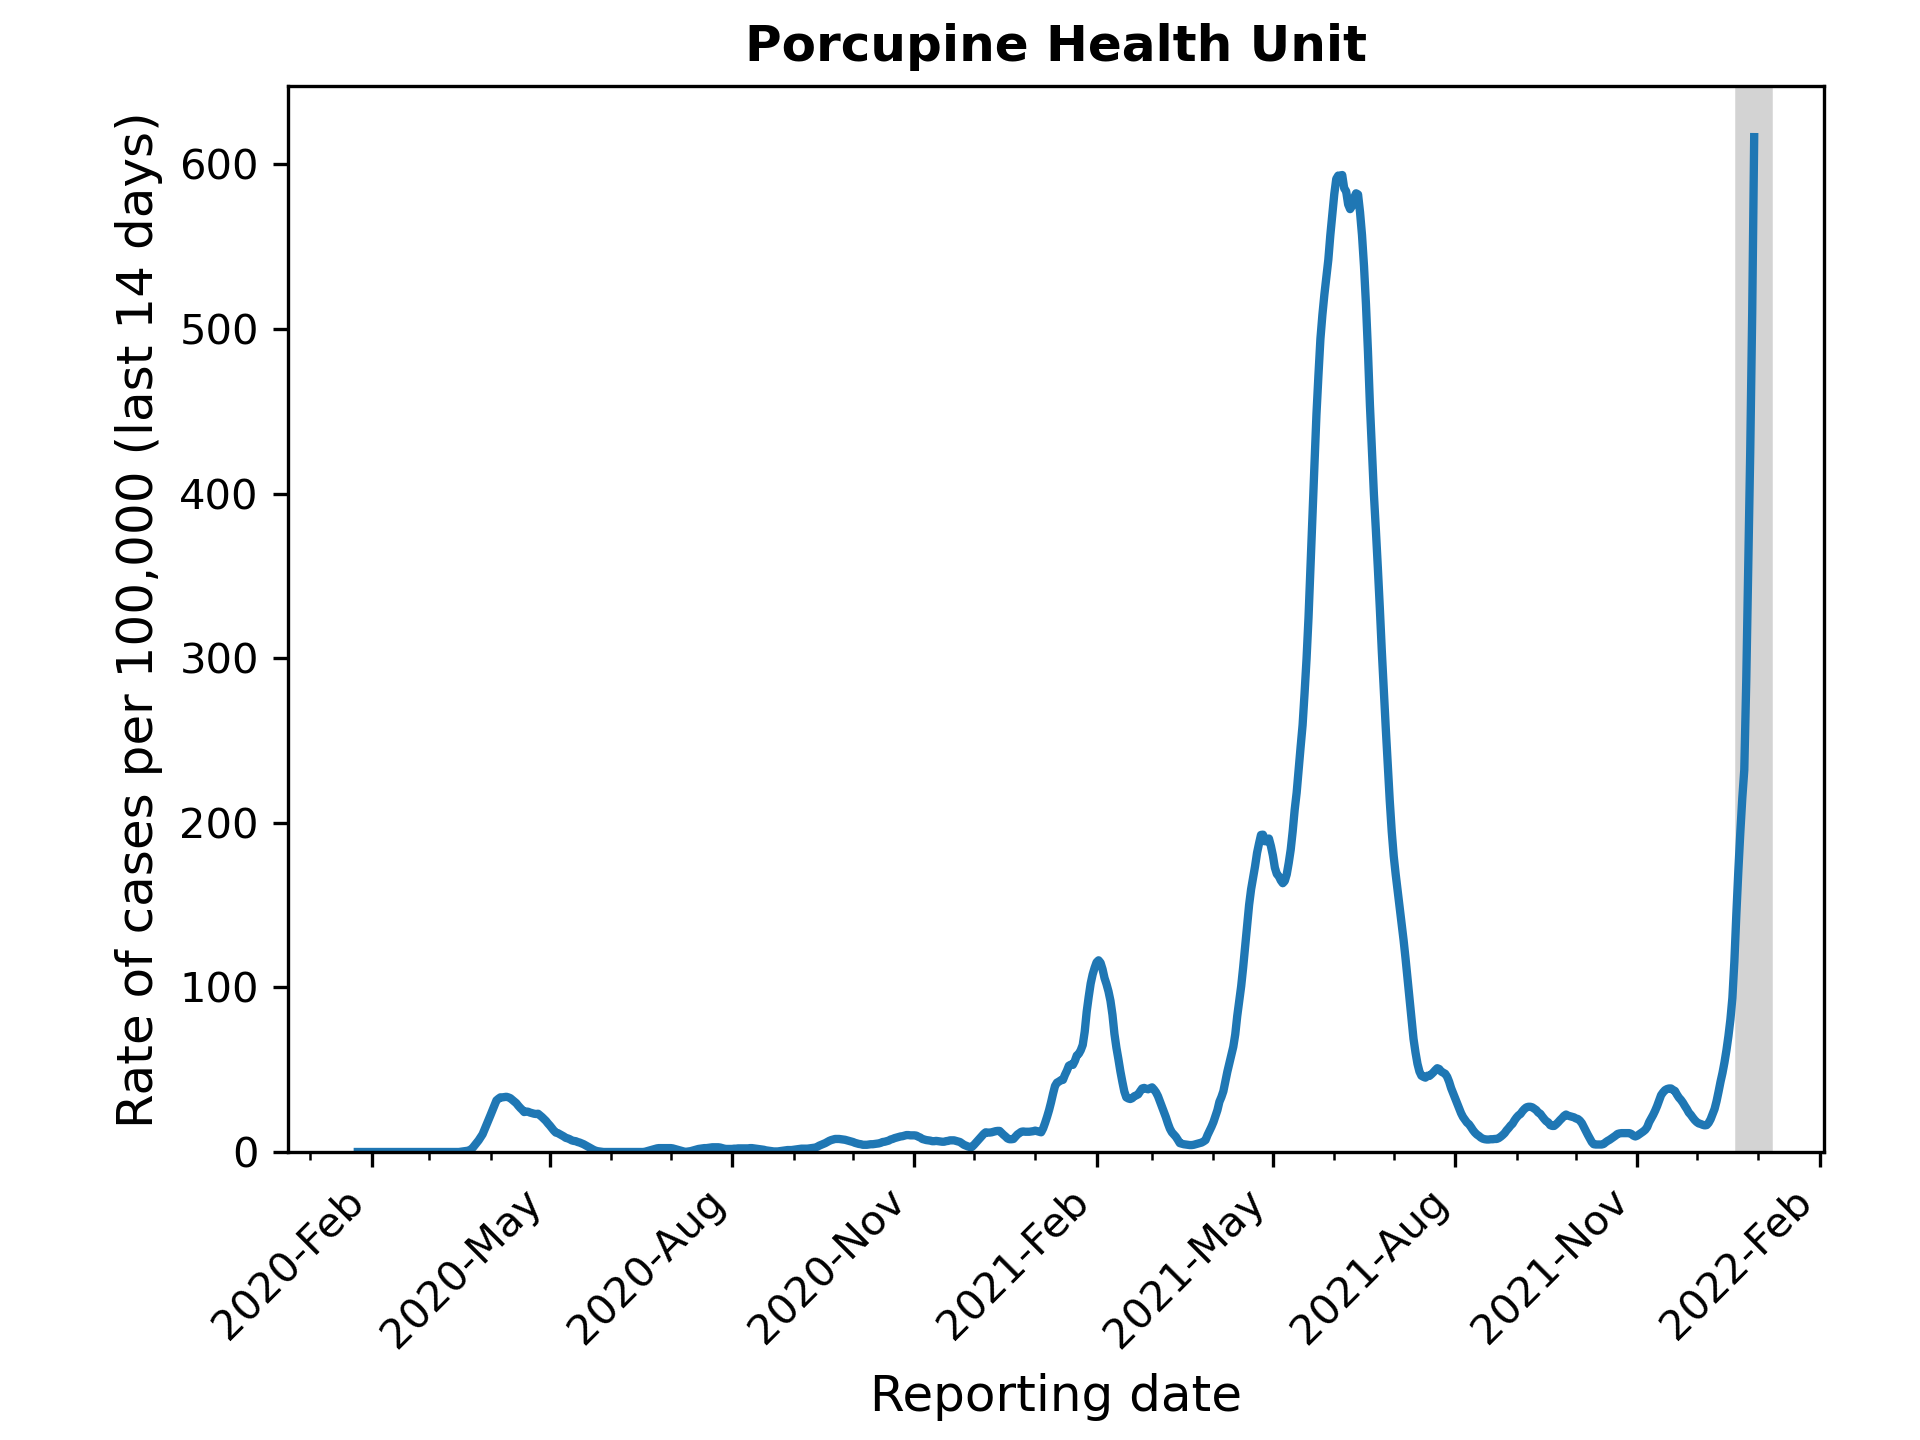 Porcupine Health Unit
Rate of cases per 100,000 (last 14 days)
600
500
400
300
200
100
0
2020-Feb
2020-May
2020-Aug
2020-Nov
2021-Feb
2021-May
2021-Aug
2021-Nov
2022-Feb
Reporting date